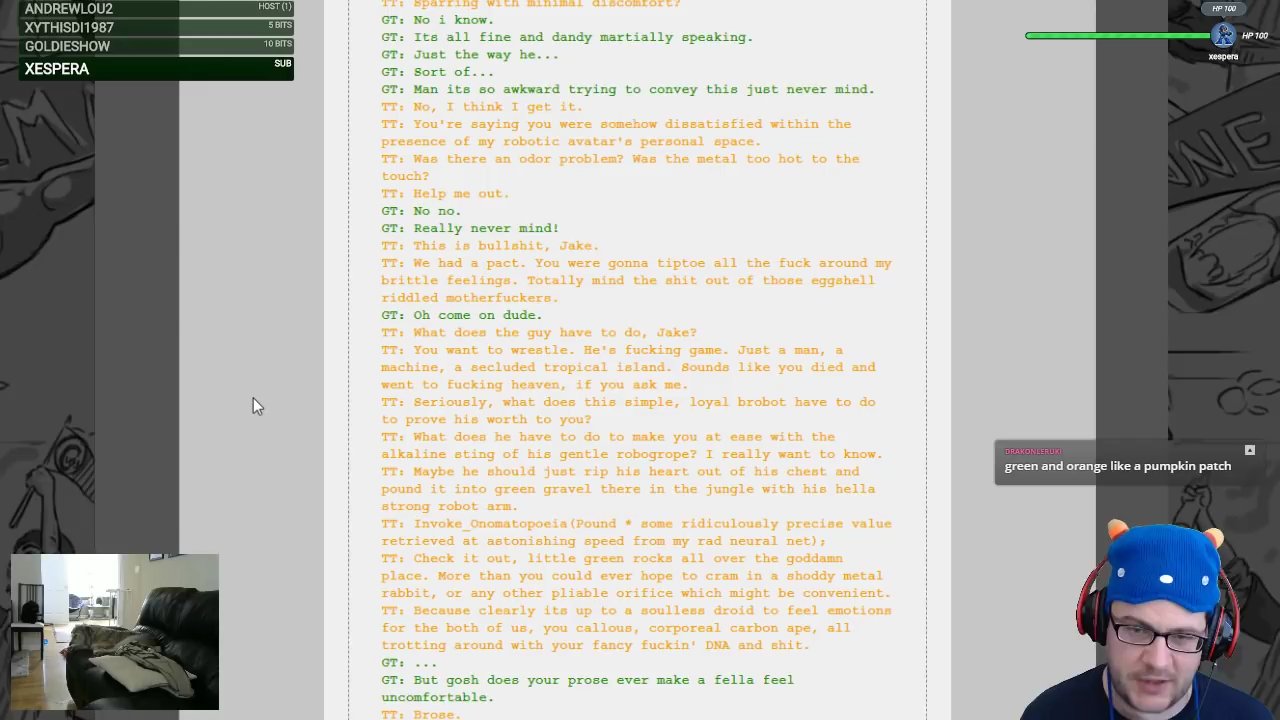 ANDREWLOU2 HOST (1)
XYTHISDI1987 5 BITS
GOLDIESHOW 10 BITS
XESPERA SUB
HP 100
HP 100
xespera
TT: Sparring with minimal discomfort?
GT: No i know.
GT: Its all fine and dandy martially speaking.
GT: Just the way he...
GT: Sort of...
GT: Man its so awkward trying to convey this just never mind.
TT: No, I think I get it.
TT: You're saying you were somehow dissatisfied within the
presence of my robotic avatar's personal space.
TT: Was there an odor problem? Was the metal too hot to the
touch?
TT: Help me out.
GT: No no.
GT: Really never mind!
TT: This is bullshit, Jake.
TT: We had a pact. You were gonna tiptoe all the fuck around my
brittle feelings. Totally mind the shit out of those eggshell
riddled motherfuckers.
GT: Oh come on dude.
TT: What does the guy have to do, Jake?
TT: You want to wrestle. He's fucking game. Just a man, a
machine, a secluded tropical island. Sounds like you died and
went to fucking heaven, if you ask me.
TT: Seriously, what does this simple, loyal brobot have to do
to prove his worth to you?
TT: What does he have to do to make you at ease with the
alkaline sting of his gentle robogrope? I really want to know.
TT: Maybe he should just rip his heart out of his chest and
pound it into green gravel there in the jungle with his hella
strong robot arm.
TT: Invoke_Onomatopoeia(Pound * some ridiculously precise value
retrieved at astonishing speed from my rad neural net);
TT: Check it out, little green rocks all over the goddamn
place. More than you could ever hope to cram in a shoddy metal
rabbit, or any other pliable orifice which might be convenient.
TT: Because clearly its up to a soulless droid to feel emotions
for the both of us, you callous, corporeal carbon ape, all
trotting around with your fancy fuckin' DNA and shit.
GT: ...
GT: But gosh does your prose ever make a fella feel
uncomfortable.
TT: Brose.
green and orange like a pumpkin patch